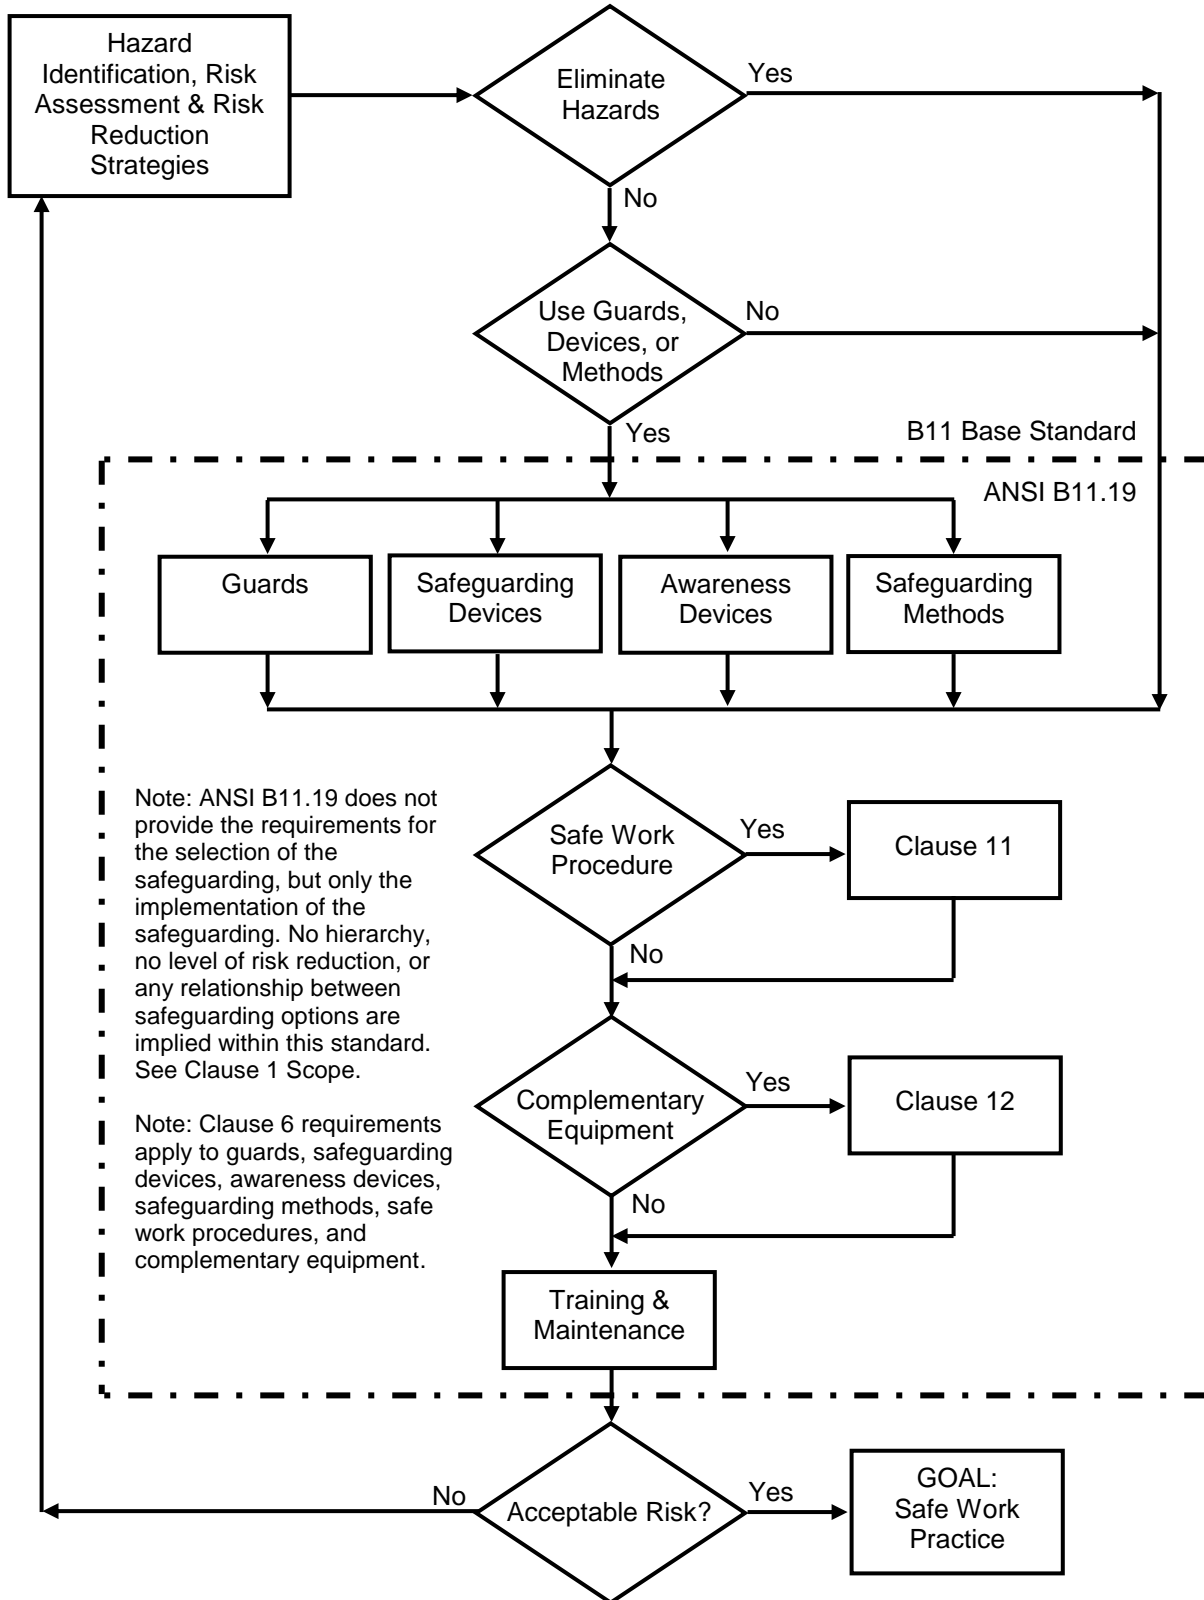 Hazard
Identification, Risk
Assessment & Risk
Reduction
Strategies
Eliminate
Hazards
Yes
No
Use Guards,
Devices, or
Methods
No
Yes
B11 Base Standard
ANSI B11.19
Guards
Safeguarding
Devices
Awareness
Devices
Safeguarding
Methods
Note: ANSI B11.19 does not
provide the requirements for
the selection of the
safeguarding, but only the
implementation of the
safeguarding. No hierarchy,
no level of risk reduction, or
any relationship between
safeguarding options are
implied within this standard.
See Clause 1 Scope.
Note: Clause 6 requirements
apply to guards, safeguarding
devices, awareness devices,
safeguarding methods, safe
work procedures, and
complementary equipment.
Safe Work
Procedure
Yes
Clause 11
No
Complementary
Equipment
Yes
Clause 12
No
Training &
Maintenance
No
Acceptable Risk?
Yes
GOAL:
Safe Work
Practice